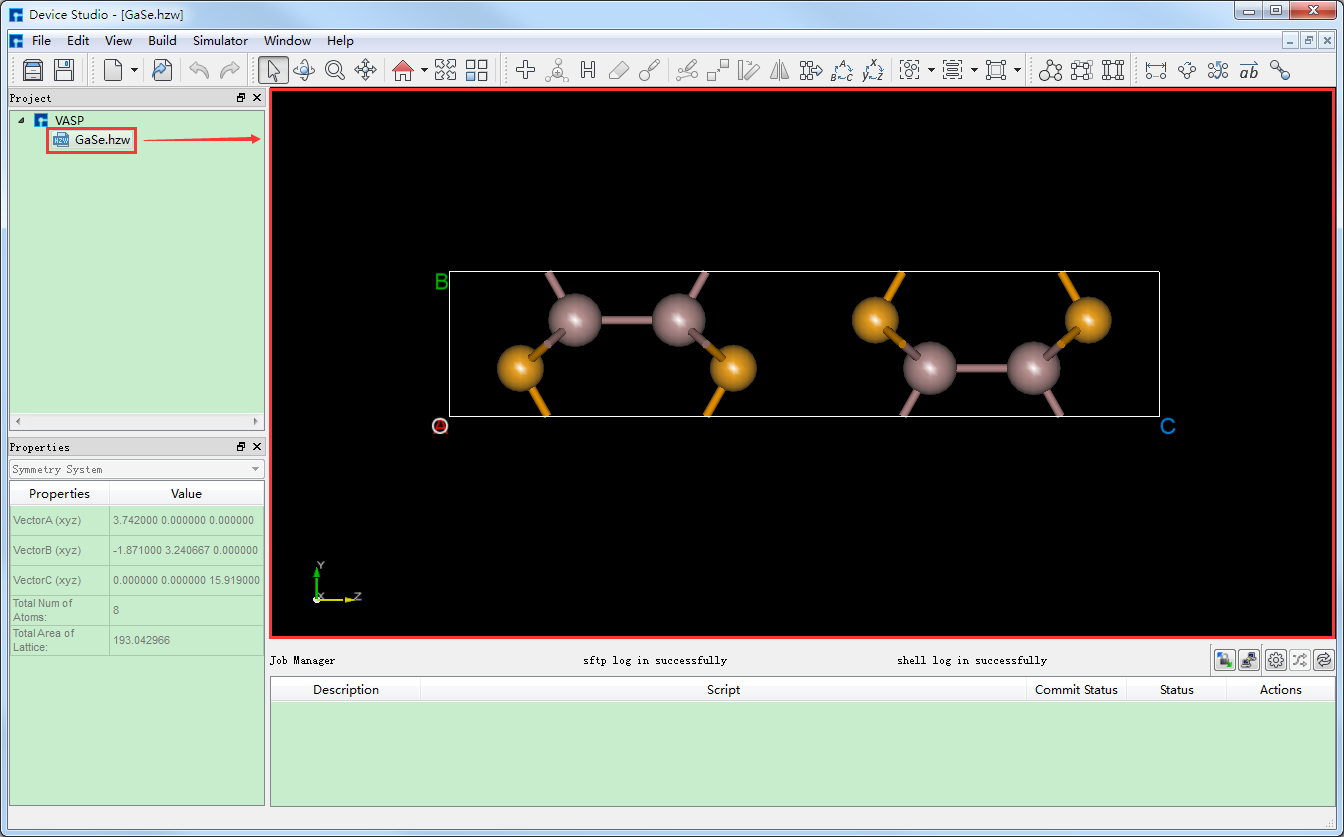 Device Studio - [GaSe.hzw]
File Edit View Build Simulator Window Help
Project
VASP
GaSe.hzw
B
A
C
Y
X
Z
Properties
Symmetry System
Properties Value
VectorA (xyz) 3.742000 0.000000 0.000000
VectorB (xyz) -1.871000 3.240667 0.000000
VectorC (xyz) 0.000000 0.000000 15.919000
Total Num of
Atoms: 8
Total Area of
Lattice: 193.042966
Job Manager sftp log in successfully shell log in successfully
Description Script Commit Status Status Actions